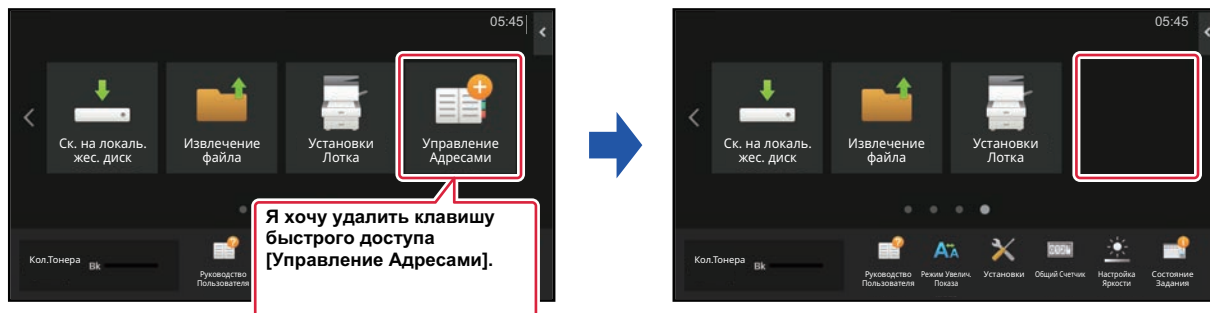 05:45
Ск. на локаль.
жес. диск
Извлечение
файла
Установки
Лотка
Управление
Адресами
Я хочу удалить клавишу
быстрого доступа
[Управление Адресами].
Кол.Тонера
Bk
Руководство
Пользователя
05:45
Ск. на локаль.
жес. диск
Извлечение
файла
Установки
Лотка
Кол.Тонера
Bk
Руководство
Пользователя
Режим Увелич.
Показа
Установки
Общий Счетчик
Настройка
Яркости
Состояние
Задания